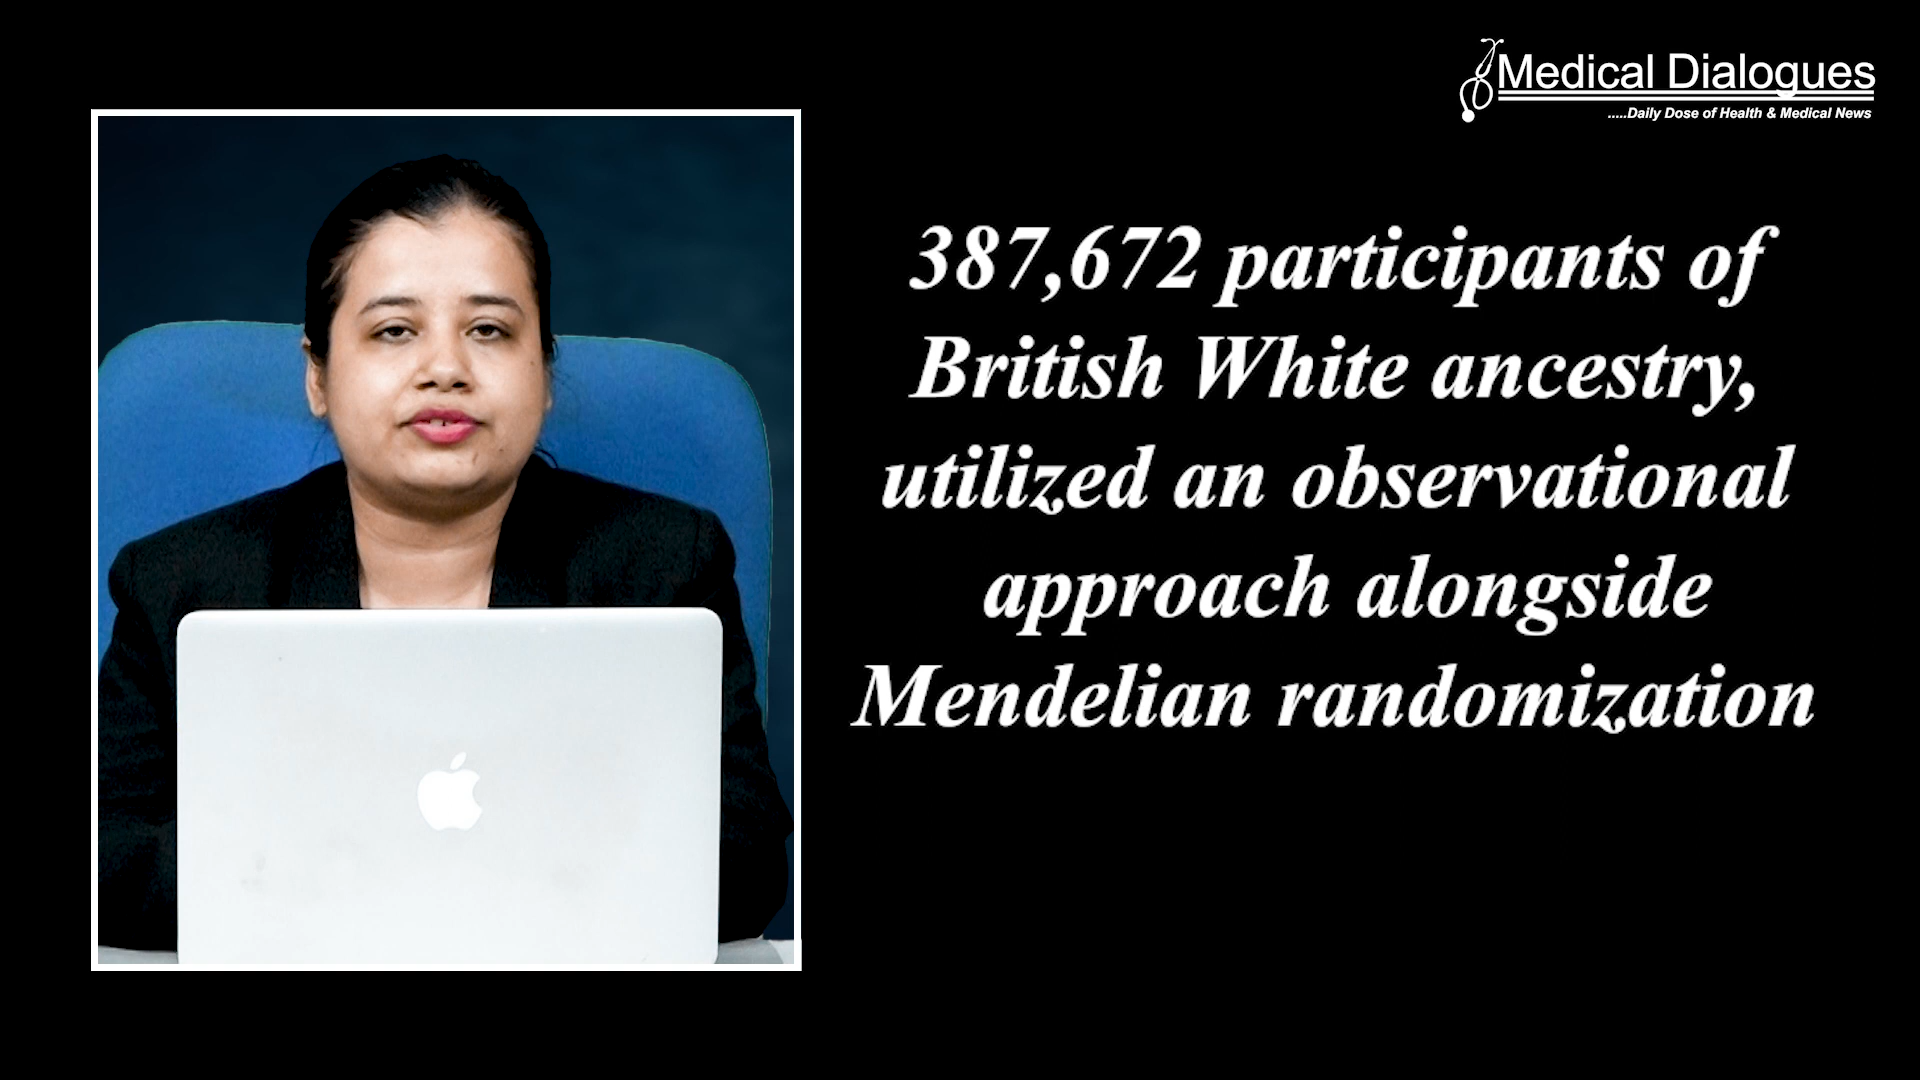 Medical Dialogues
.....Daily Dose of Health & Medical News
387,672 participants of
British White ancestry,
utilized an observational
approach alongside
Mendelian randomization